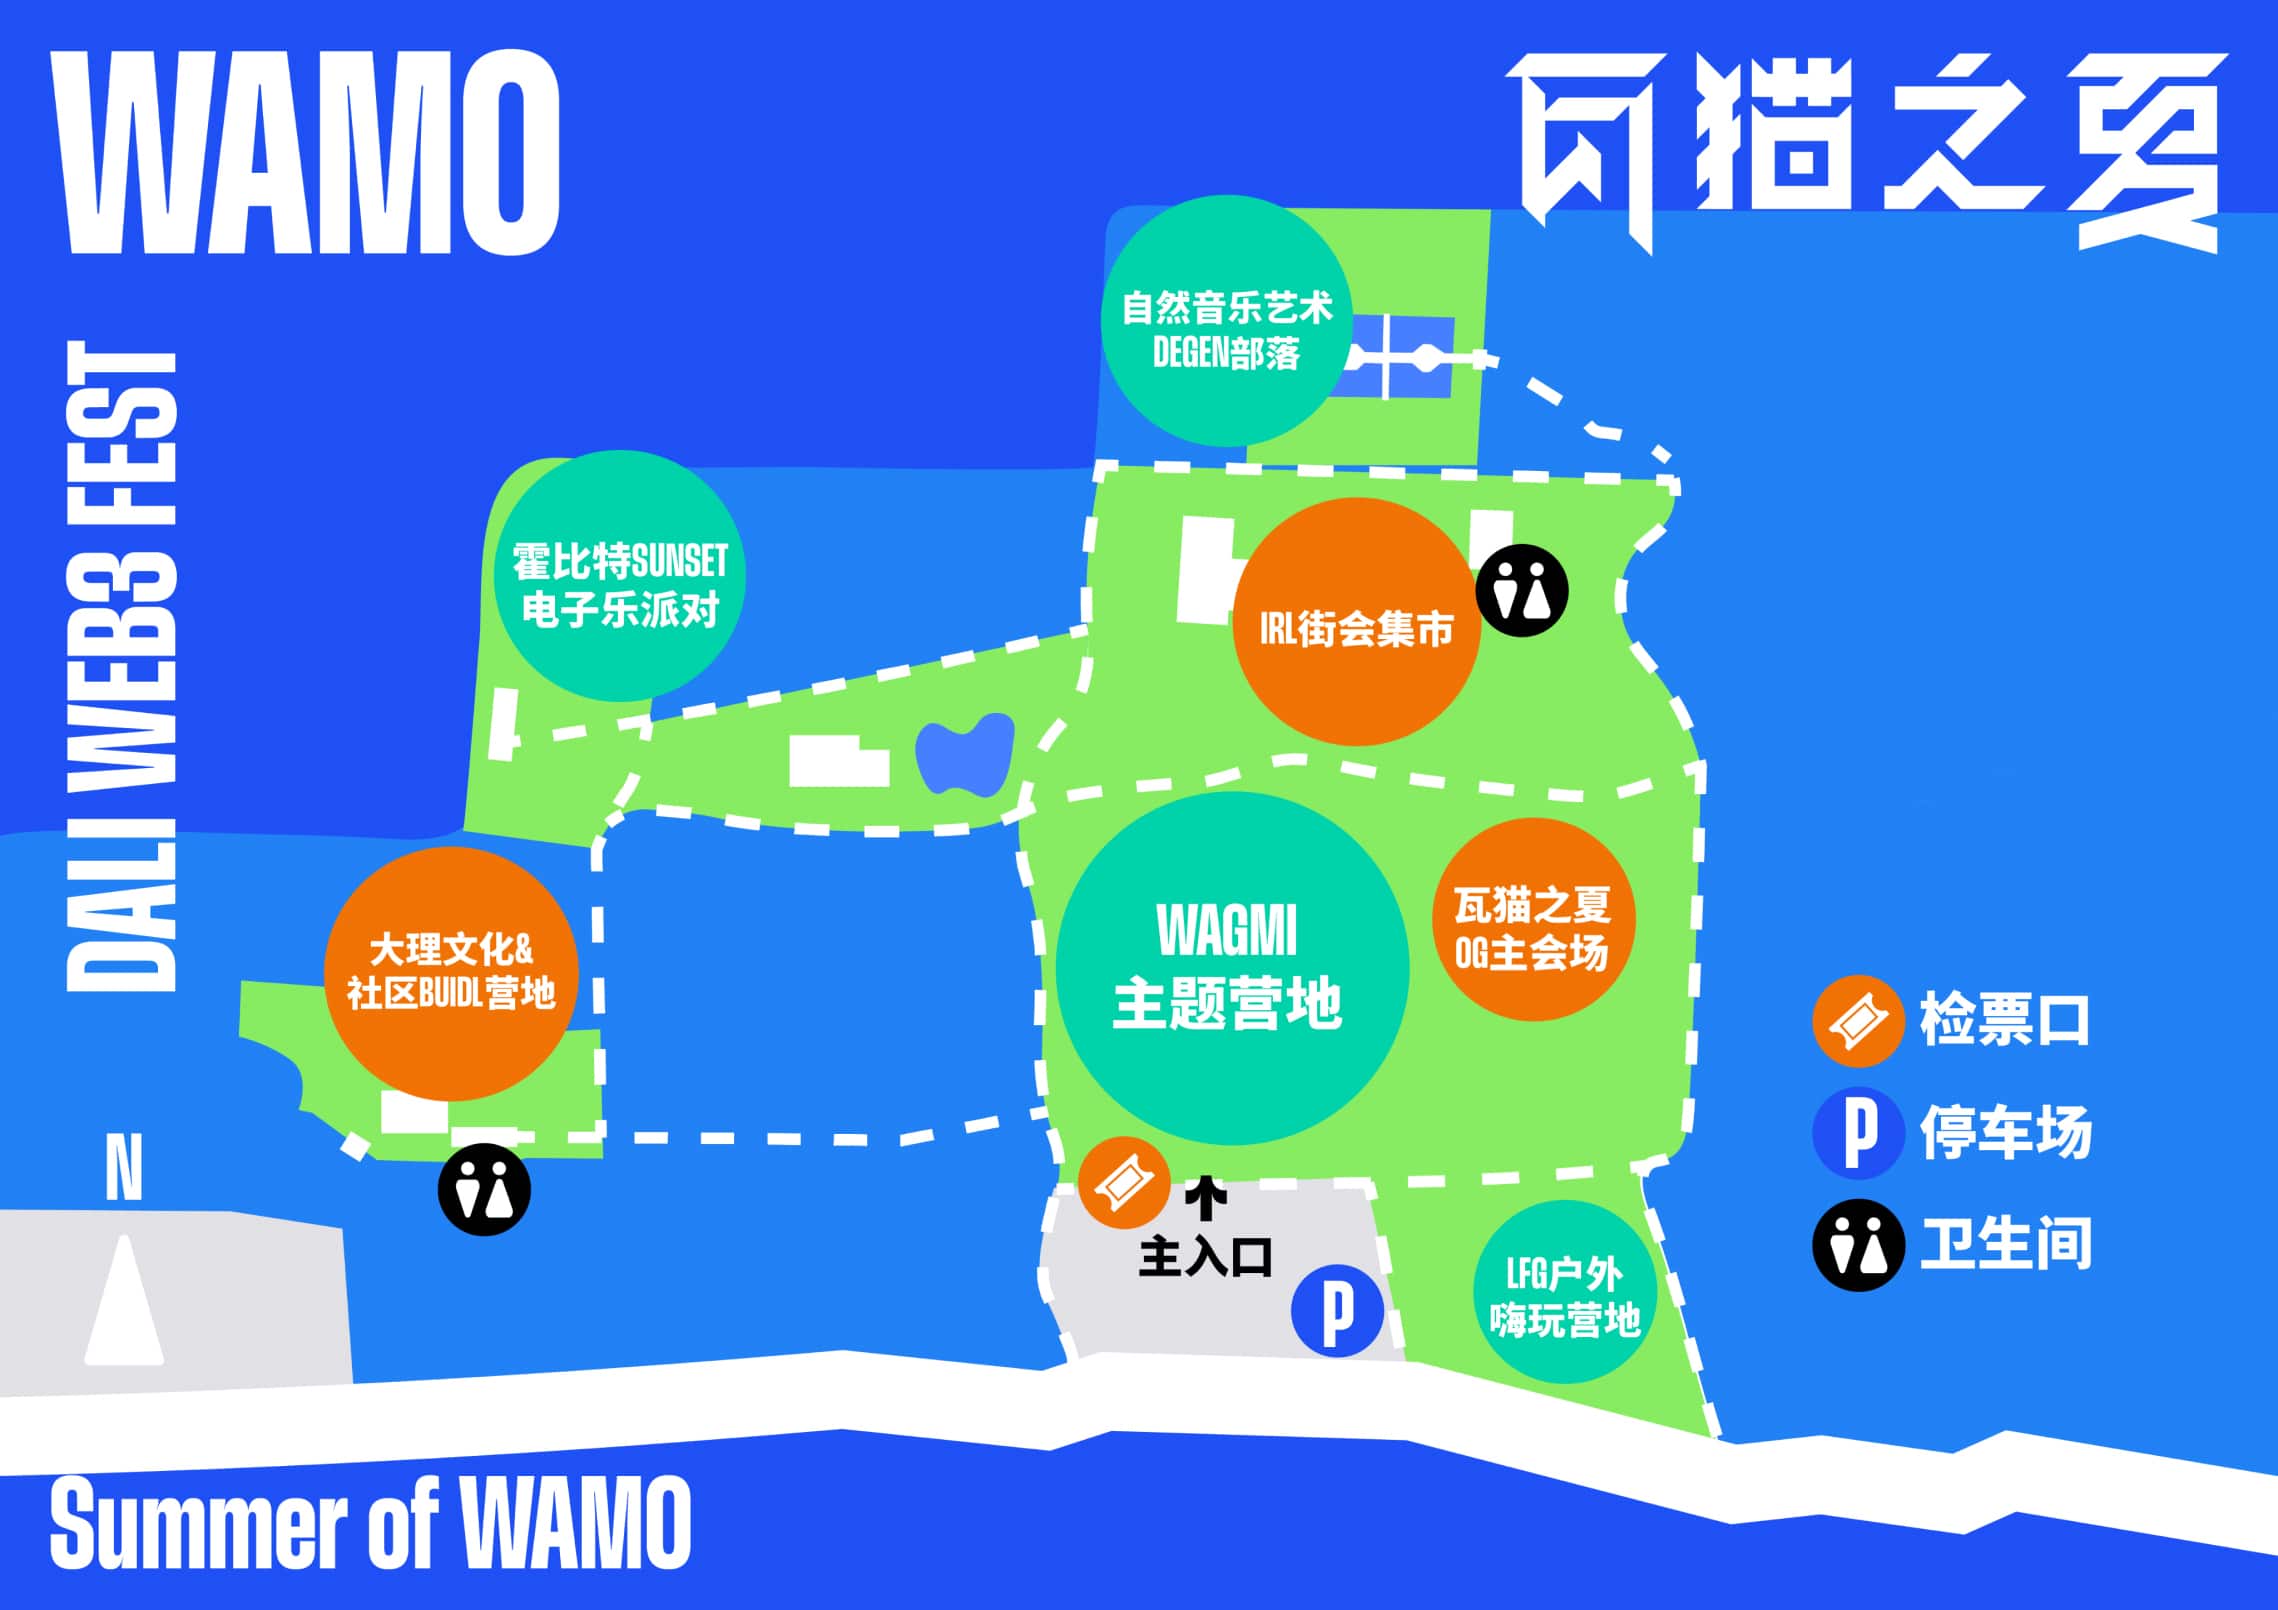 WAMO
瓦猫之夏
DALI WEB3 FEST
自然音乐艺术
DEGEN部落
霍比特SUNSET
电子乐派对
IRL街会集市
WAGMI
主题营地
瓦猫之夏
OG主会场
大理文化&
社区BUIDL营地
主入口
P
LFG户外
嗨玩营地
检票口
P
停车场
卫生间
N
Summer of WAMO